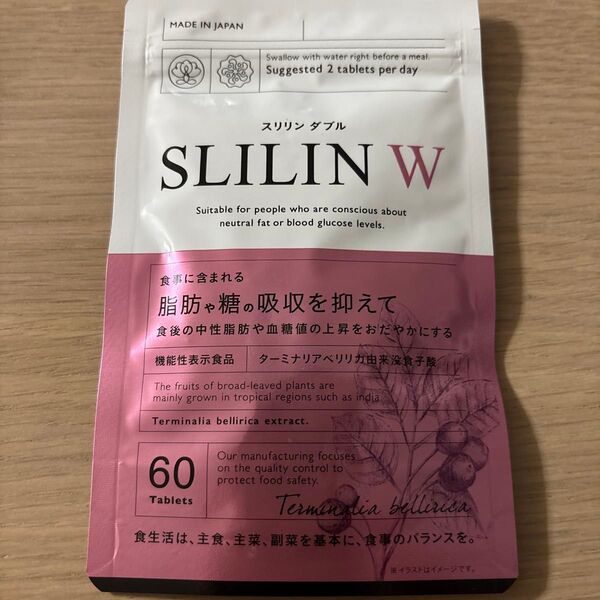 MADE IN JAPAN
Swallow with water right before a meal.
Suggested 2 tablets per day
スリリン ダブル
SLILIN W
Suitable for people who are conscious about
neutral fat or blood glucose levels.
食事に含まれる
脂肪や糖の吸収を抑えて
食後の中性脂肪や血糖値の上昇をおだやかにする
機能性表示食品 ターミナリアベリリカ由来没食子酸
The fruits of broad-leaved plants are
mainly grown in tropical regions such as india
Terminalia bellirica extract.
60
Tablets
Our manufacturing focuses
on the quality control to
protect food safety.
Terminalia bellirica
食生活は、主食、主菜、副菜を基本に、食事のバランスを。
※イラストはイメージです。